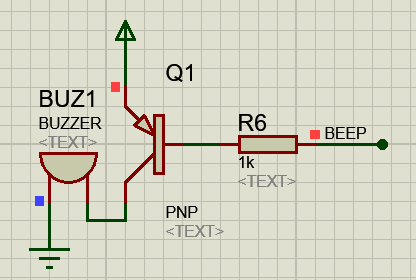 Q1
BUZ1
BUZZER
<TEXT>
R6
BEEP
1k
<TEXT>
PNP
<TEXT>